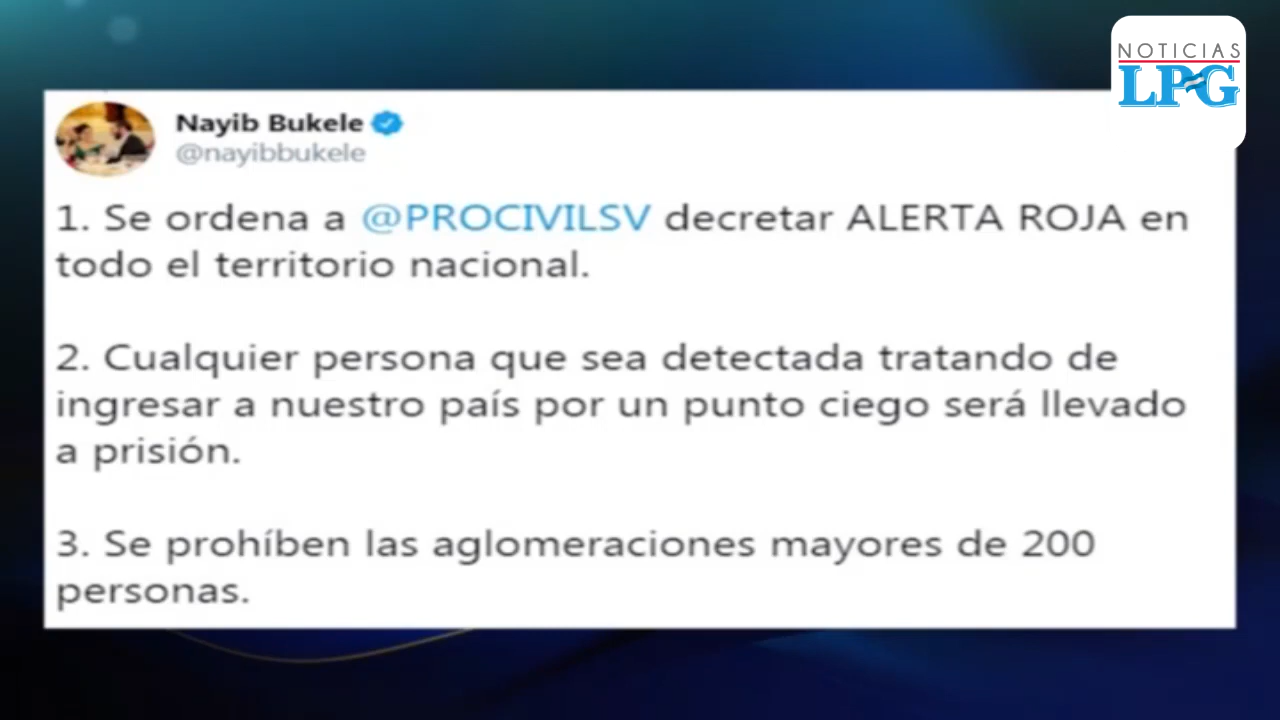 NOTICIAS
LPG
Nayib Bukele
@nayibbukele
1. Se ordena a @PROCIVILSV decretar ALERTA ROJA en
todo el territorio nacional.
2. Cualquier persona que sea detectada tratando de
ingresar a nuestro país por un punto ciego será llevado
a prisión.
3. Se prohíben las aglomeraciones mayores de 200
personas.